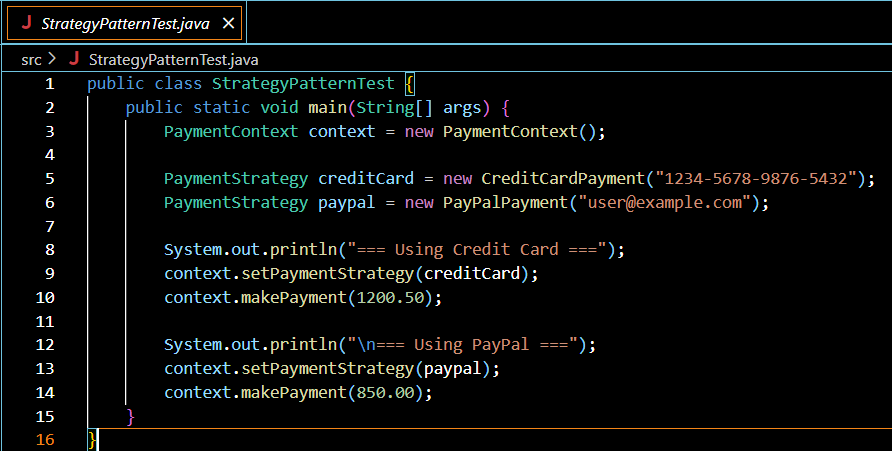 J StrategyPatternTest.java ×
src > J StrategyPatternTest.java
1 public class StrategyPatternTest {
2     public static void main(String[] args) {
3         PaymentContext context = new PaymentContext();
4
5         PaymentStrategy creditCard = new CreditCardPayment("1234-5678-9876-5432");
6         PaymentStrategy paypal = new PayPalPayment("user@example.com");
7
8         System.out.println("=== Using Credit Card ===");
9         context.setPaymentStrategy(creditCard);
10         context.makePayment(1200.50);
11
12         System.out.println("\n=== Using PayPal ===");
13         context.setPaymentStrategy(paypal);
14         context.makePayment(850.00);
15     }
16 }